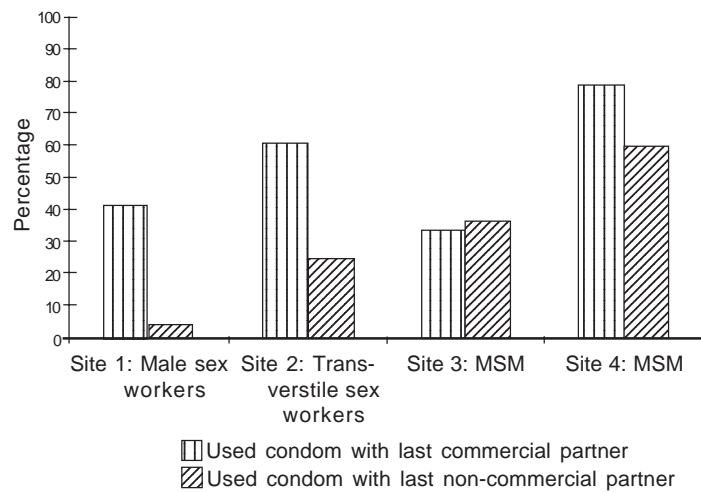 Percentage
100
90
80
70
60
50
40
30
20
10
0
Site 1: Male sex
workers
Site 2: Trans-
verstile sex
workers
Site 3: MSM
Site 4: MSM
Used condom with last commercial partner
Used condom with last non-commercial partner